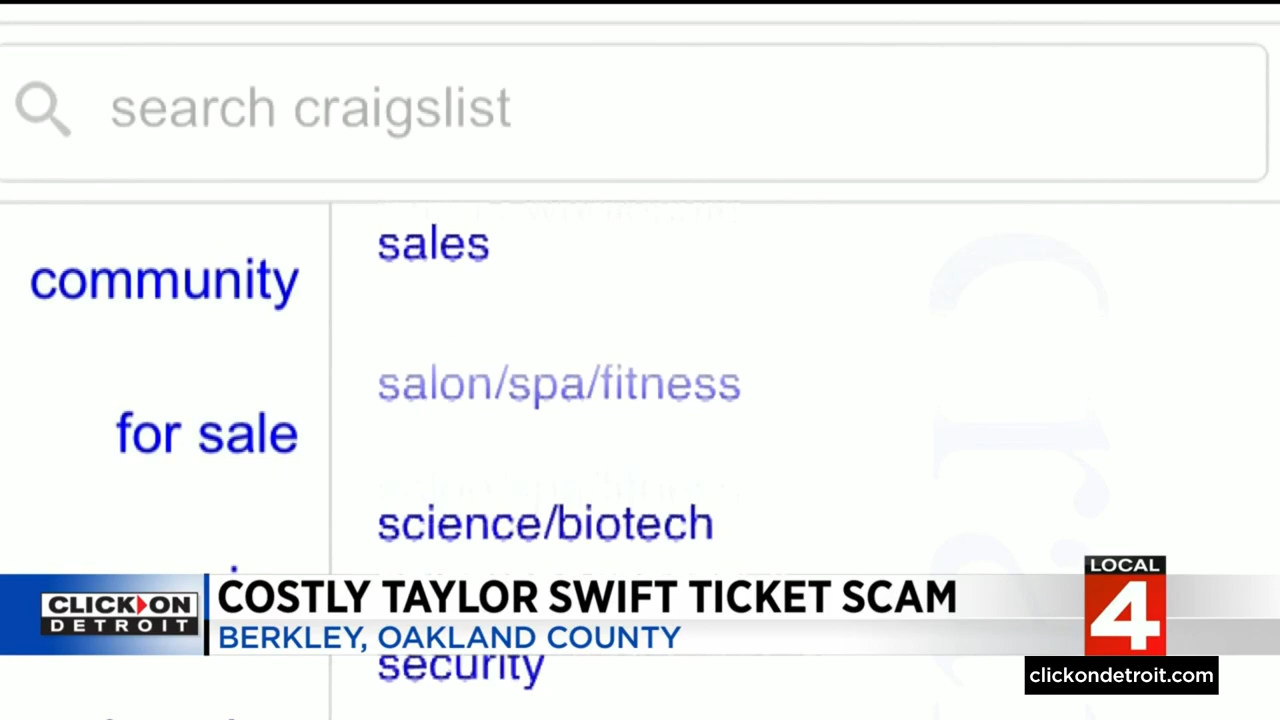 search craigslist
community
for sale
sales
salon/spa/fitness
science/biotech
security
CLICK ON
DETROIT
COSTLY TAYLOR SWIFT TICKET SCAM
BERKLEY, OAKLAND COUNTY
LOCAL
4
clickondetroit.com